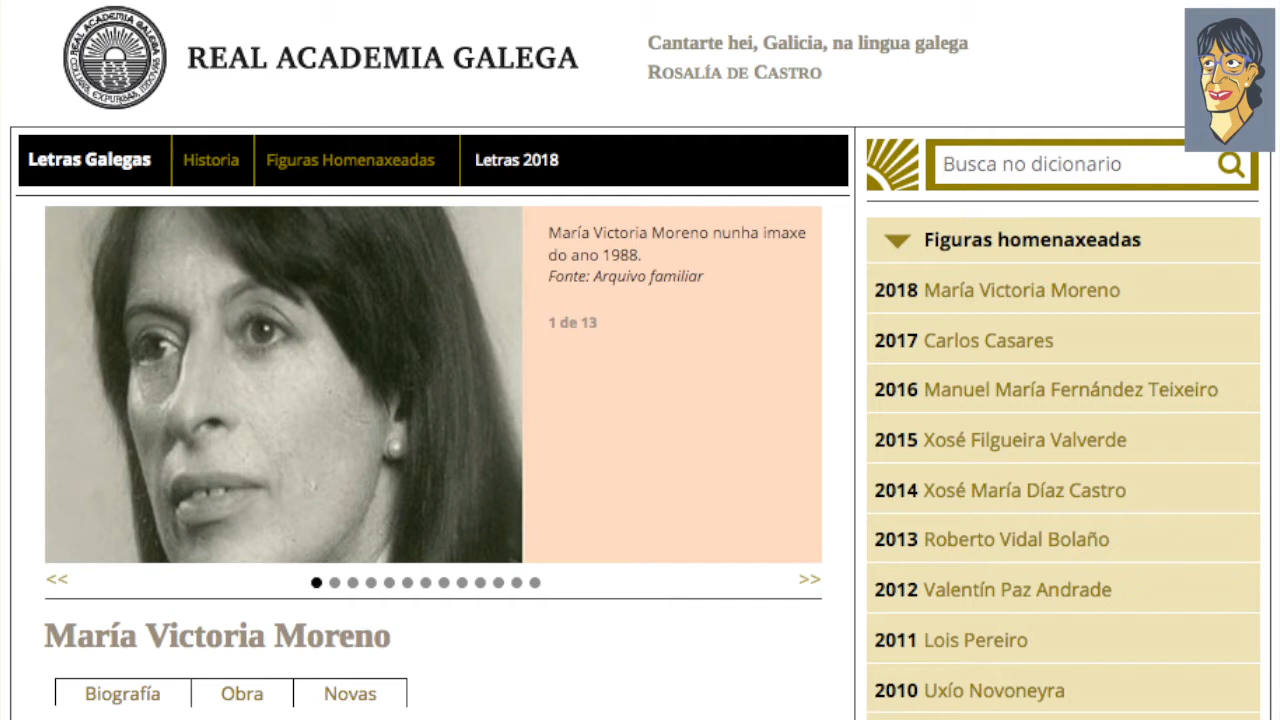 REAL ACADEMIA GALEGA
Cantarte hei, Galicia, na lingua galega
ROSALÍA DE CASTRO
Letras Galegas
Historia
Figuras Homenaxeadas
Letras 2018
Busca no dicionario
María Victoria Moreno nunha imaxe
do ano 1988.
Fonte: Arquivo familiar
1 de 13
<<
>>
María Victoria Moreno
Biografía
Obra
Novas
Figuras homenaxeadas
2018 María Victoria Moreno
2017 Carlos Casares
2016 Manuel María Fernández Teixeiro
2015 Xosé Filgueira Valverde
2014 Xosé María Díaz Castro
2013 Roberto Vidal Bolaño
2012 Valentín Paz Andrade
2011 Lois Pereiro
2010 Uxío Novoneyra